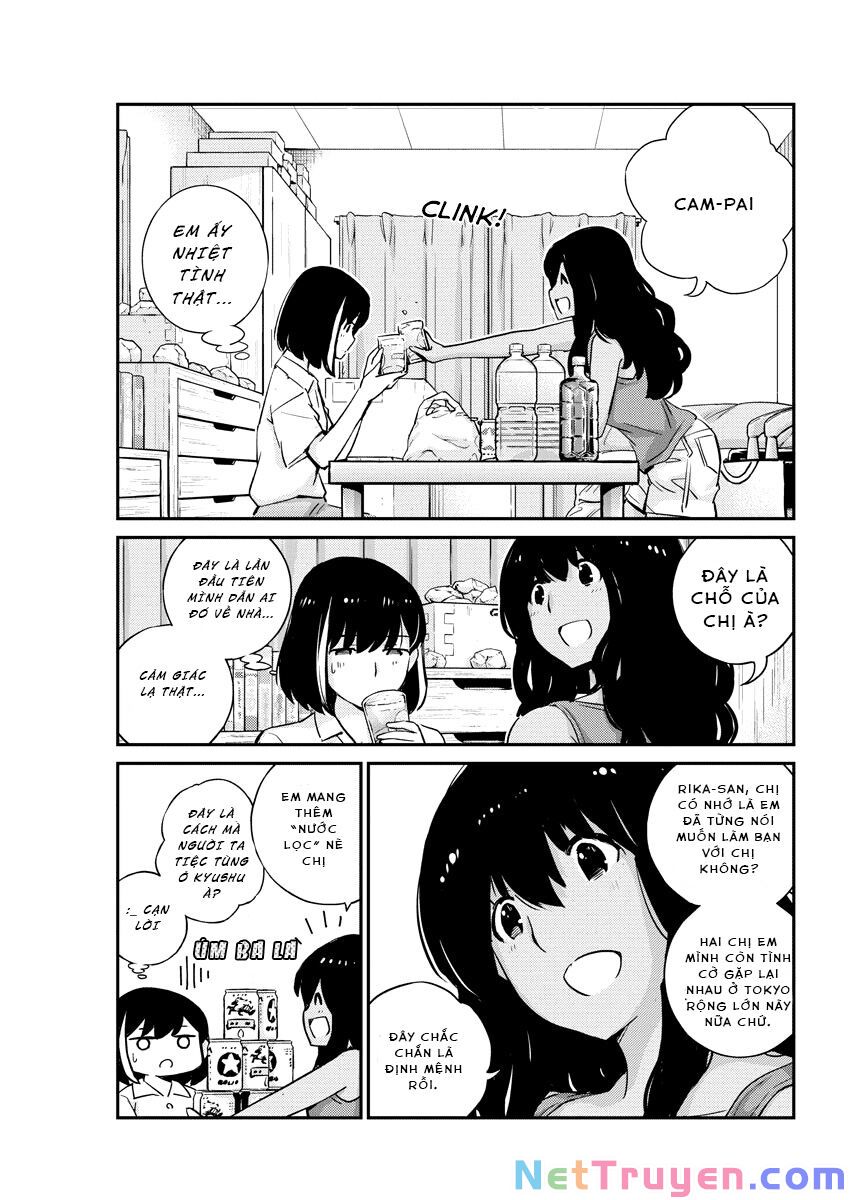 CAM-PAI
CLINK!
EM ẤY
NHIỆT
TÌNH
THẬT...
ĐÂY LÀ
CHỖ CỦA
CHỊ À?
ĐÂY LÀ LẦN
ĐẦU TIÊN
MÌNH DẪN AI
ĐÓ VỀ NHÀ...
CẢM GIÁC
LẠ THẬT...
RIKA-SAN, CHỊ
CÓ NHỚ LÀ EM
ĐÃ TỪNG NÓI
MUỐN LÀM BẠN
VỚI CHỊ
KHÔNG?
HAI CHỊ EM
MÌNH CÒN TÌNH
CỜ GẶP LẠI
NHAU Ở TOKYO
RỘNG LỚN NÀY
NỮA CHỨ.
ĐÂY CHẮC
CHẮN LÀ
ĐỊNH MỆNH
RỒI.
EM MANG
THÊM
“NƯỚC
LỌC” NÈ
CHỊ
ĐÂY LÀ
CÁCH MÀ
NGƯỜI TA
TIỆC TÙNG
Ở KYUSHU
À?
:_ CẠN
LỜI
ÚM BA LA
NetTruyen.com